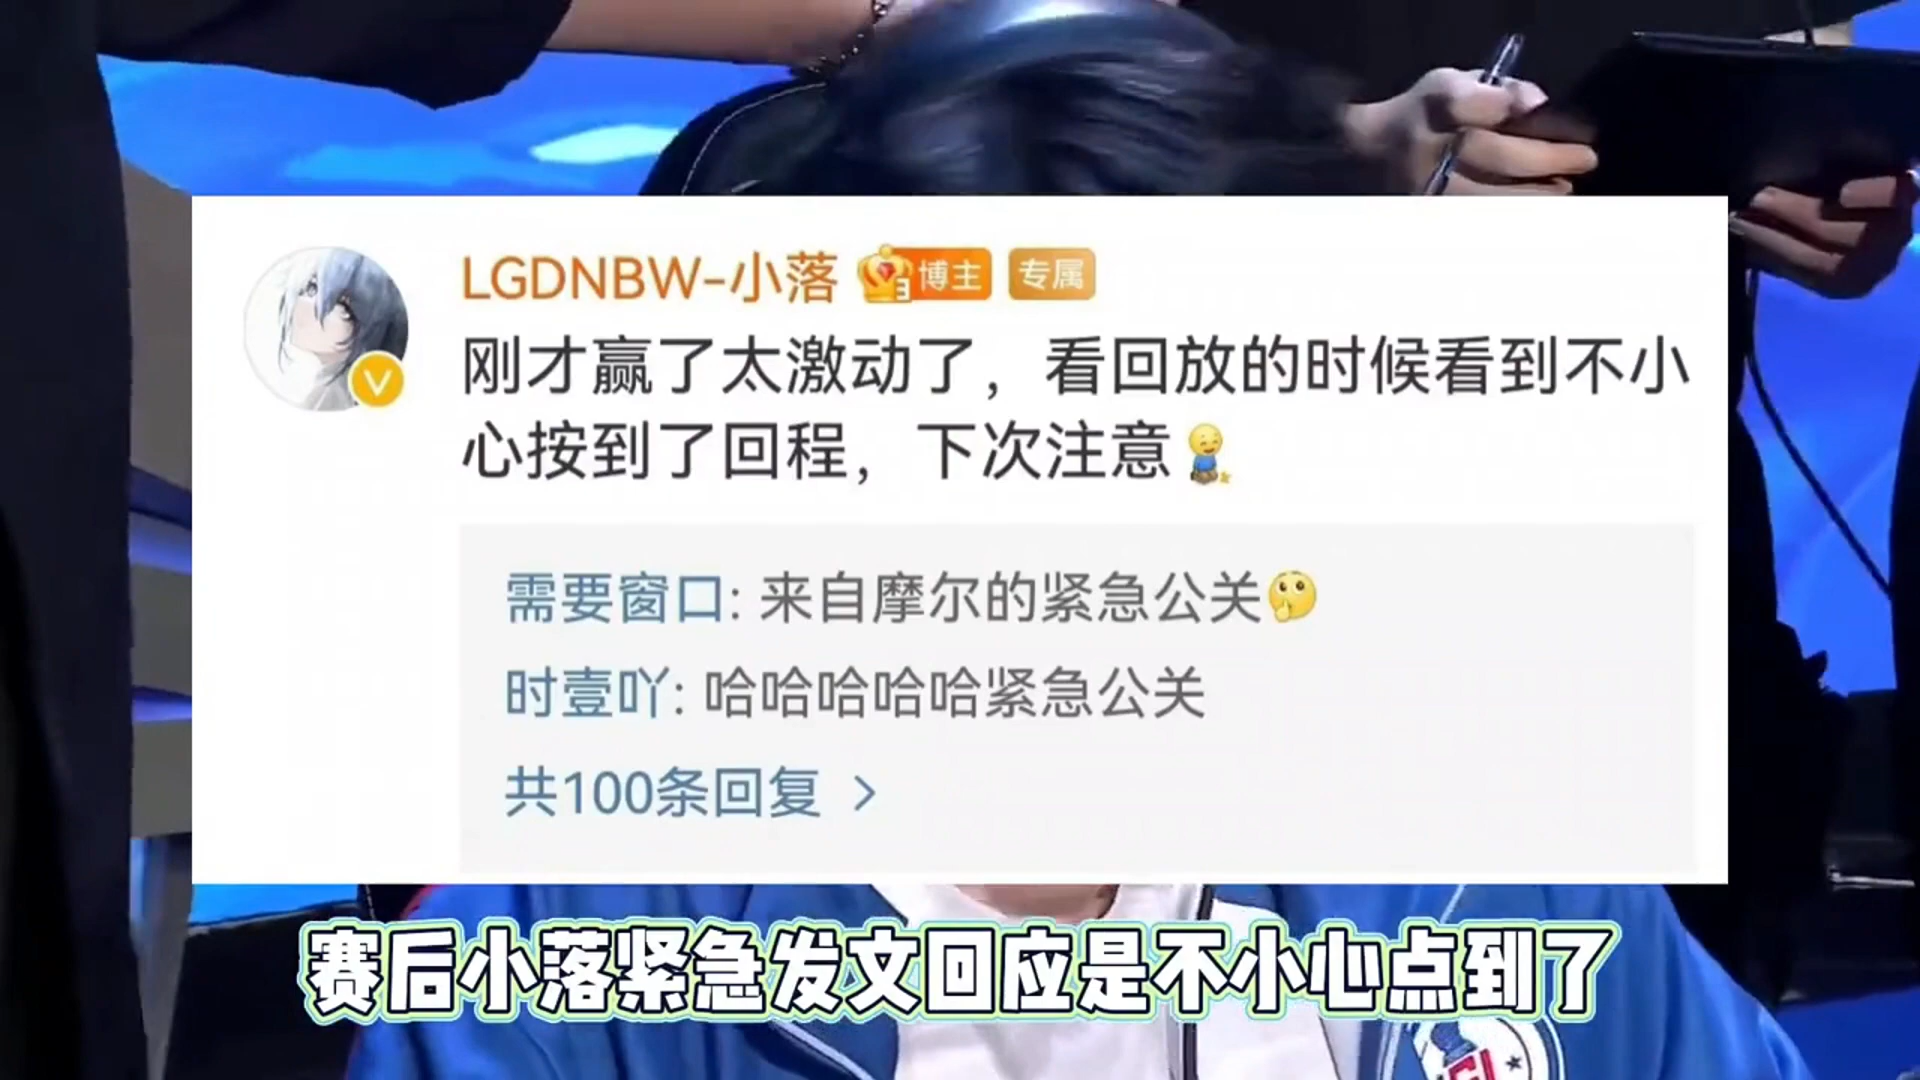 LGDNBW-小落 3 博主 专属
刚才赢了太激动了，看回放的时候看到不小
心按到了回程，下次注意
需要窗口: 来自摩尔的紧急公关
时壹吖: 哈哈哈哈哈紧急公关
共100条回复 >
赛后小落紧急发文回应是不小心点到了